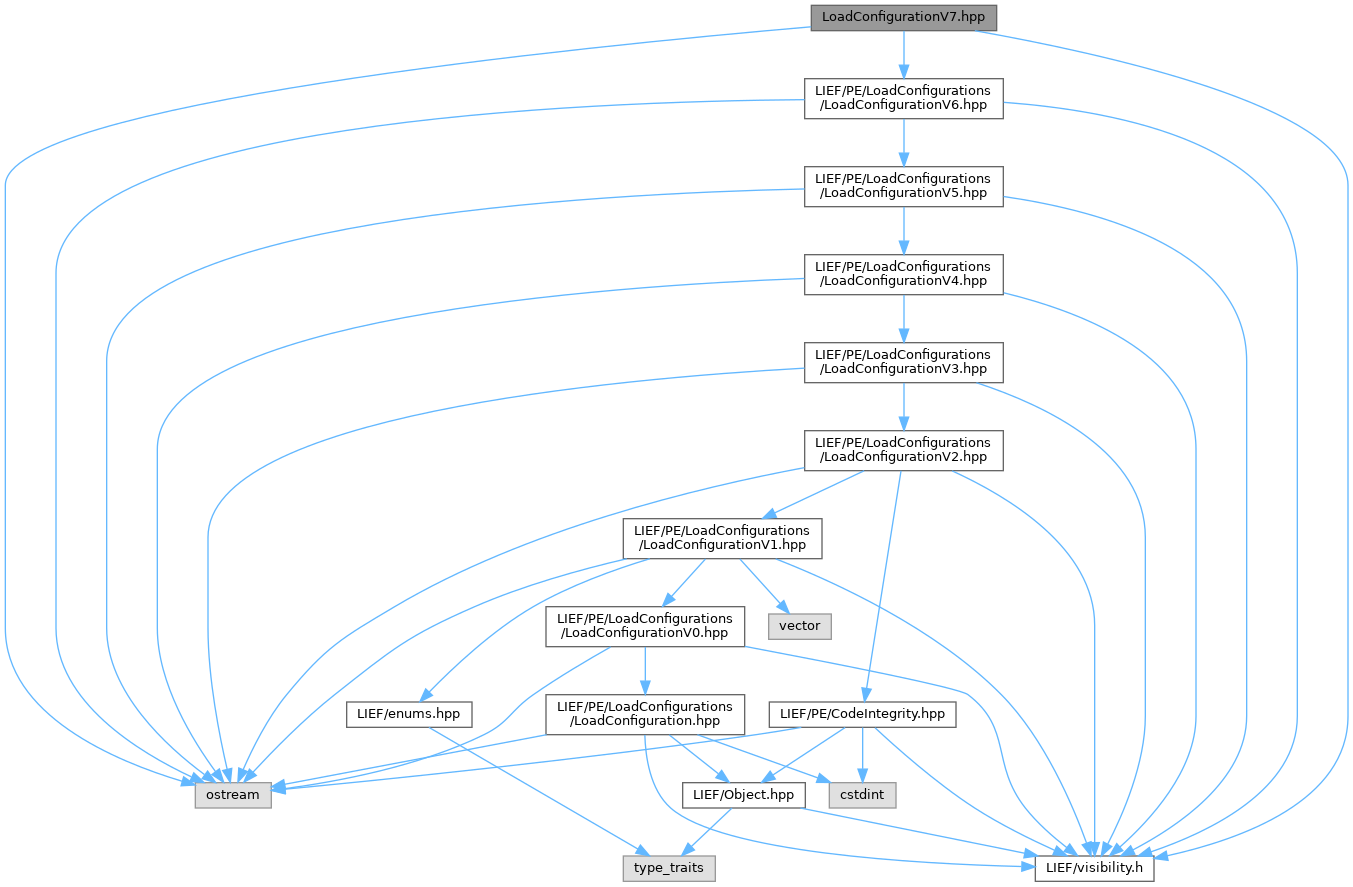 LoadConfigurationV7.hpp
LIEF/PE/LoadConfigurations
/LoadConfigurationV6.hpp
LIEF/PE/LoadConfigurations
/LoadConfigurationV5.hpp
LIEF/PE/LoadConfigurations
/LoadConfigurationV4.hpp
LIEF/PE/LoadConfigurations
/LoadConfigurationV3.hpp
LIEF/PE/LoadConfigurations
/LoadConfigurationV2.hpp
LIEF/PE/LoadConfigurations
/LoadConfigurationV1.hpp
LIEF/PE/LoadConfigurations
/LoadConfigurationV0.hpp
vector
LIEF/enums.hpp
LIEF/PE/LoadConfigurations
/LoadConfiguration.hpp
LIEF/PE/CodeIntegrity.hpp
ostream
LIEF/Object.hpp
cstdint
type_traits
LIEF/visibility.h